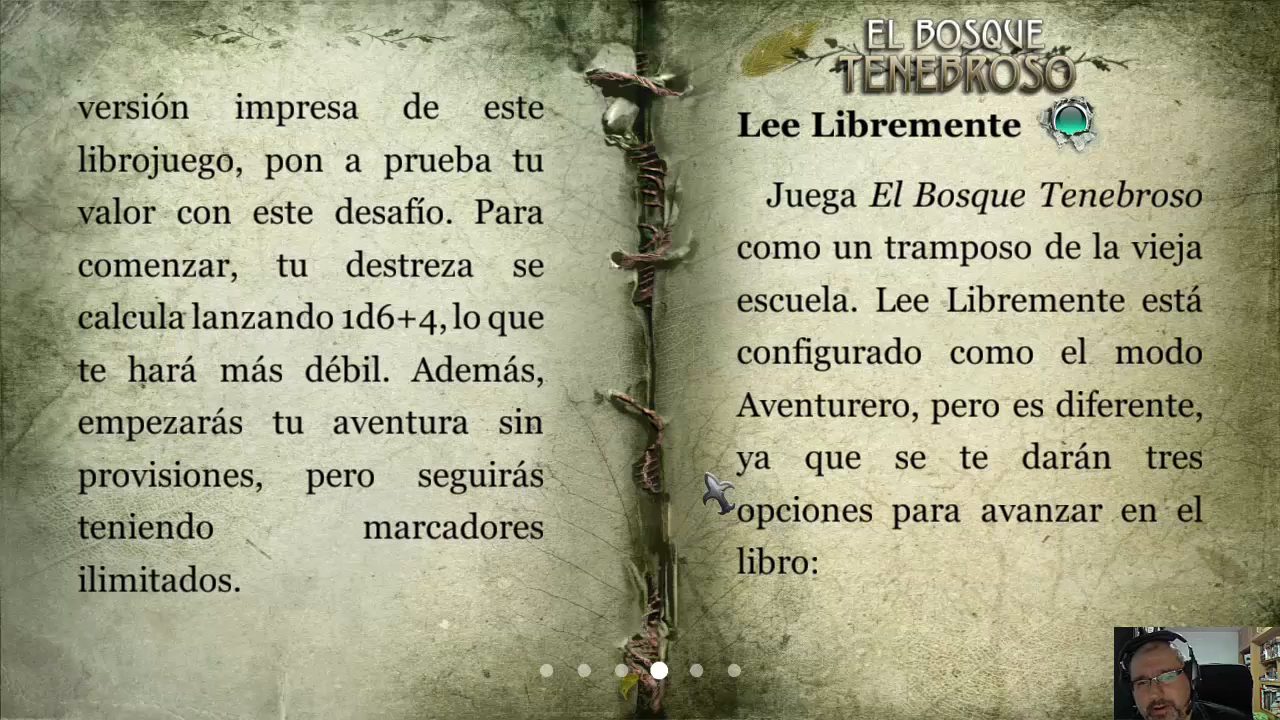 versión impresa de este
librojuego, pon a prueba tu
valor con este desafío. Para
comenzar, tu destreza se
calcula lanzando 1d6+4, lo que
te hará más débil. Además,
empezarás tu aventura sin
provisiones, pero seguirás
teniendo marcadores
ilimitados.
EL BOSQUE
TENEBROSO
Lee Libremente
Juega El Bosque Tenebroso
como un tramposo de la vieja
escuela. Lee Libremente está
configurado como el modo
Aventurero, pero es diferente,
ya que se te darán tres
opciones para avanzar en el
libro: